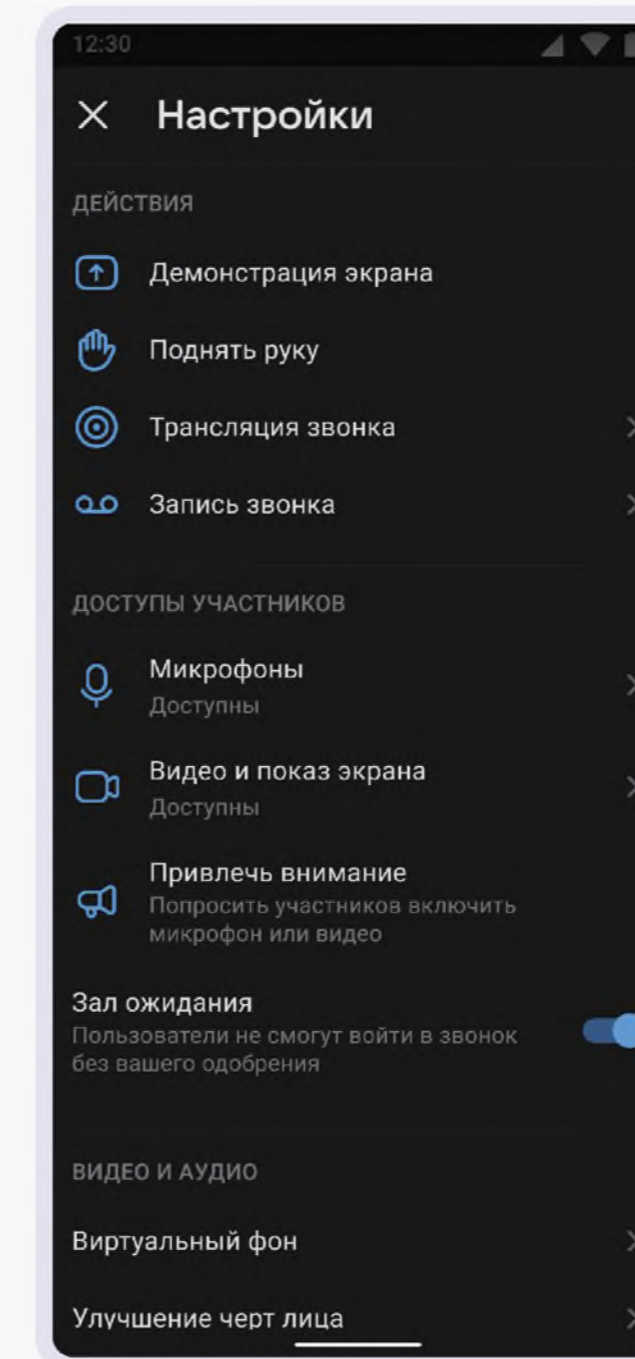 12:30
Настройки
ДЕЙСТВИЯ
Демонстрация экрана
Поднять руку
Трансляция звонка
Запись звонка
ДОСТУПЫ УЧАСТНИКОВ
Микрофоны
Доступны
Видео и показ экрана
Доступны
Привлечь внимание
Попросить участников включить
микрофон или видео
Зал ожидания
Пользователи не смогут войти в звонок
без вашего одобрения
ВИДЕО И АУДИО
Виртуальный фон
Улучшение черт лица